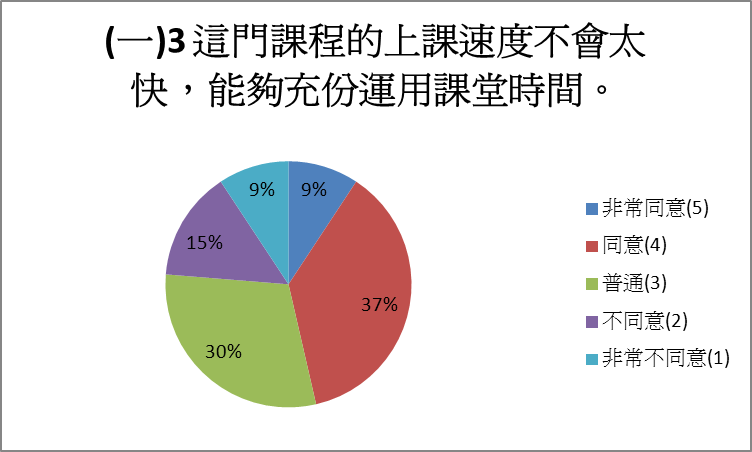 (一)3 這門課程的上課速度不會太
快，能夠充份運用課堂時間。
9%
9%
15%
37%
30%
非常同意(5)
同意(4)
普通(3)
不同意(2)
非常不同意(1)